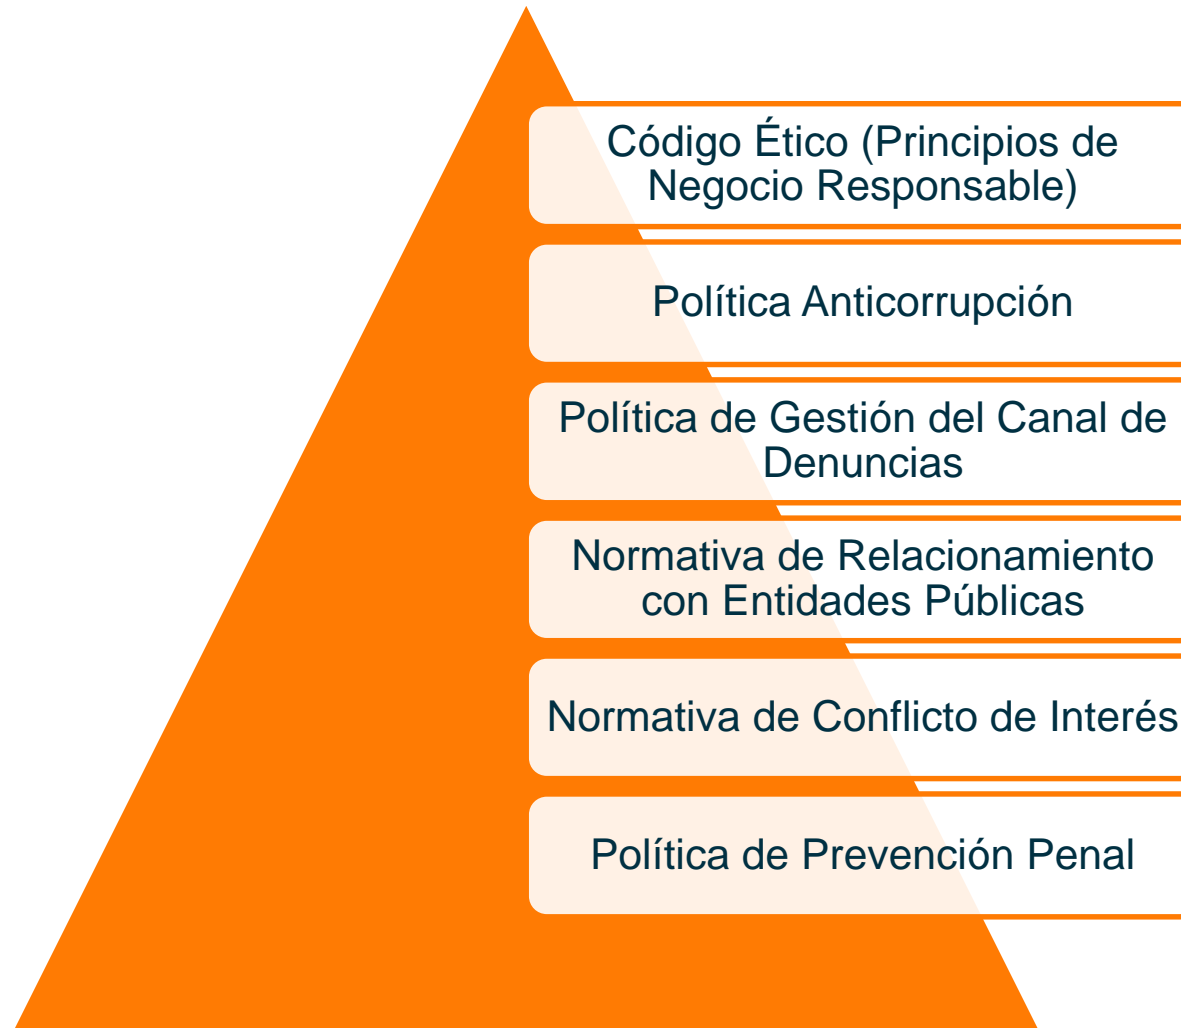 Código Ético (Principios de
Negocio Responsable)
Política Anticorrupción
Política de Gestión del Canal de
Denuncias
Normativa de Relacionamiento
con Entidades Públicas
Normativa de Conflicto de Interés
Política de Prevención Penal